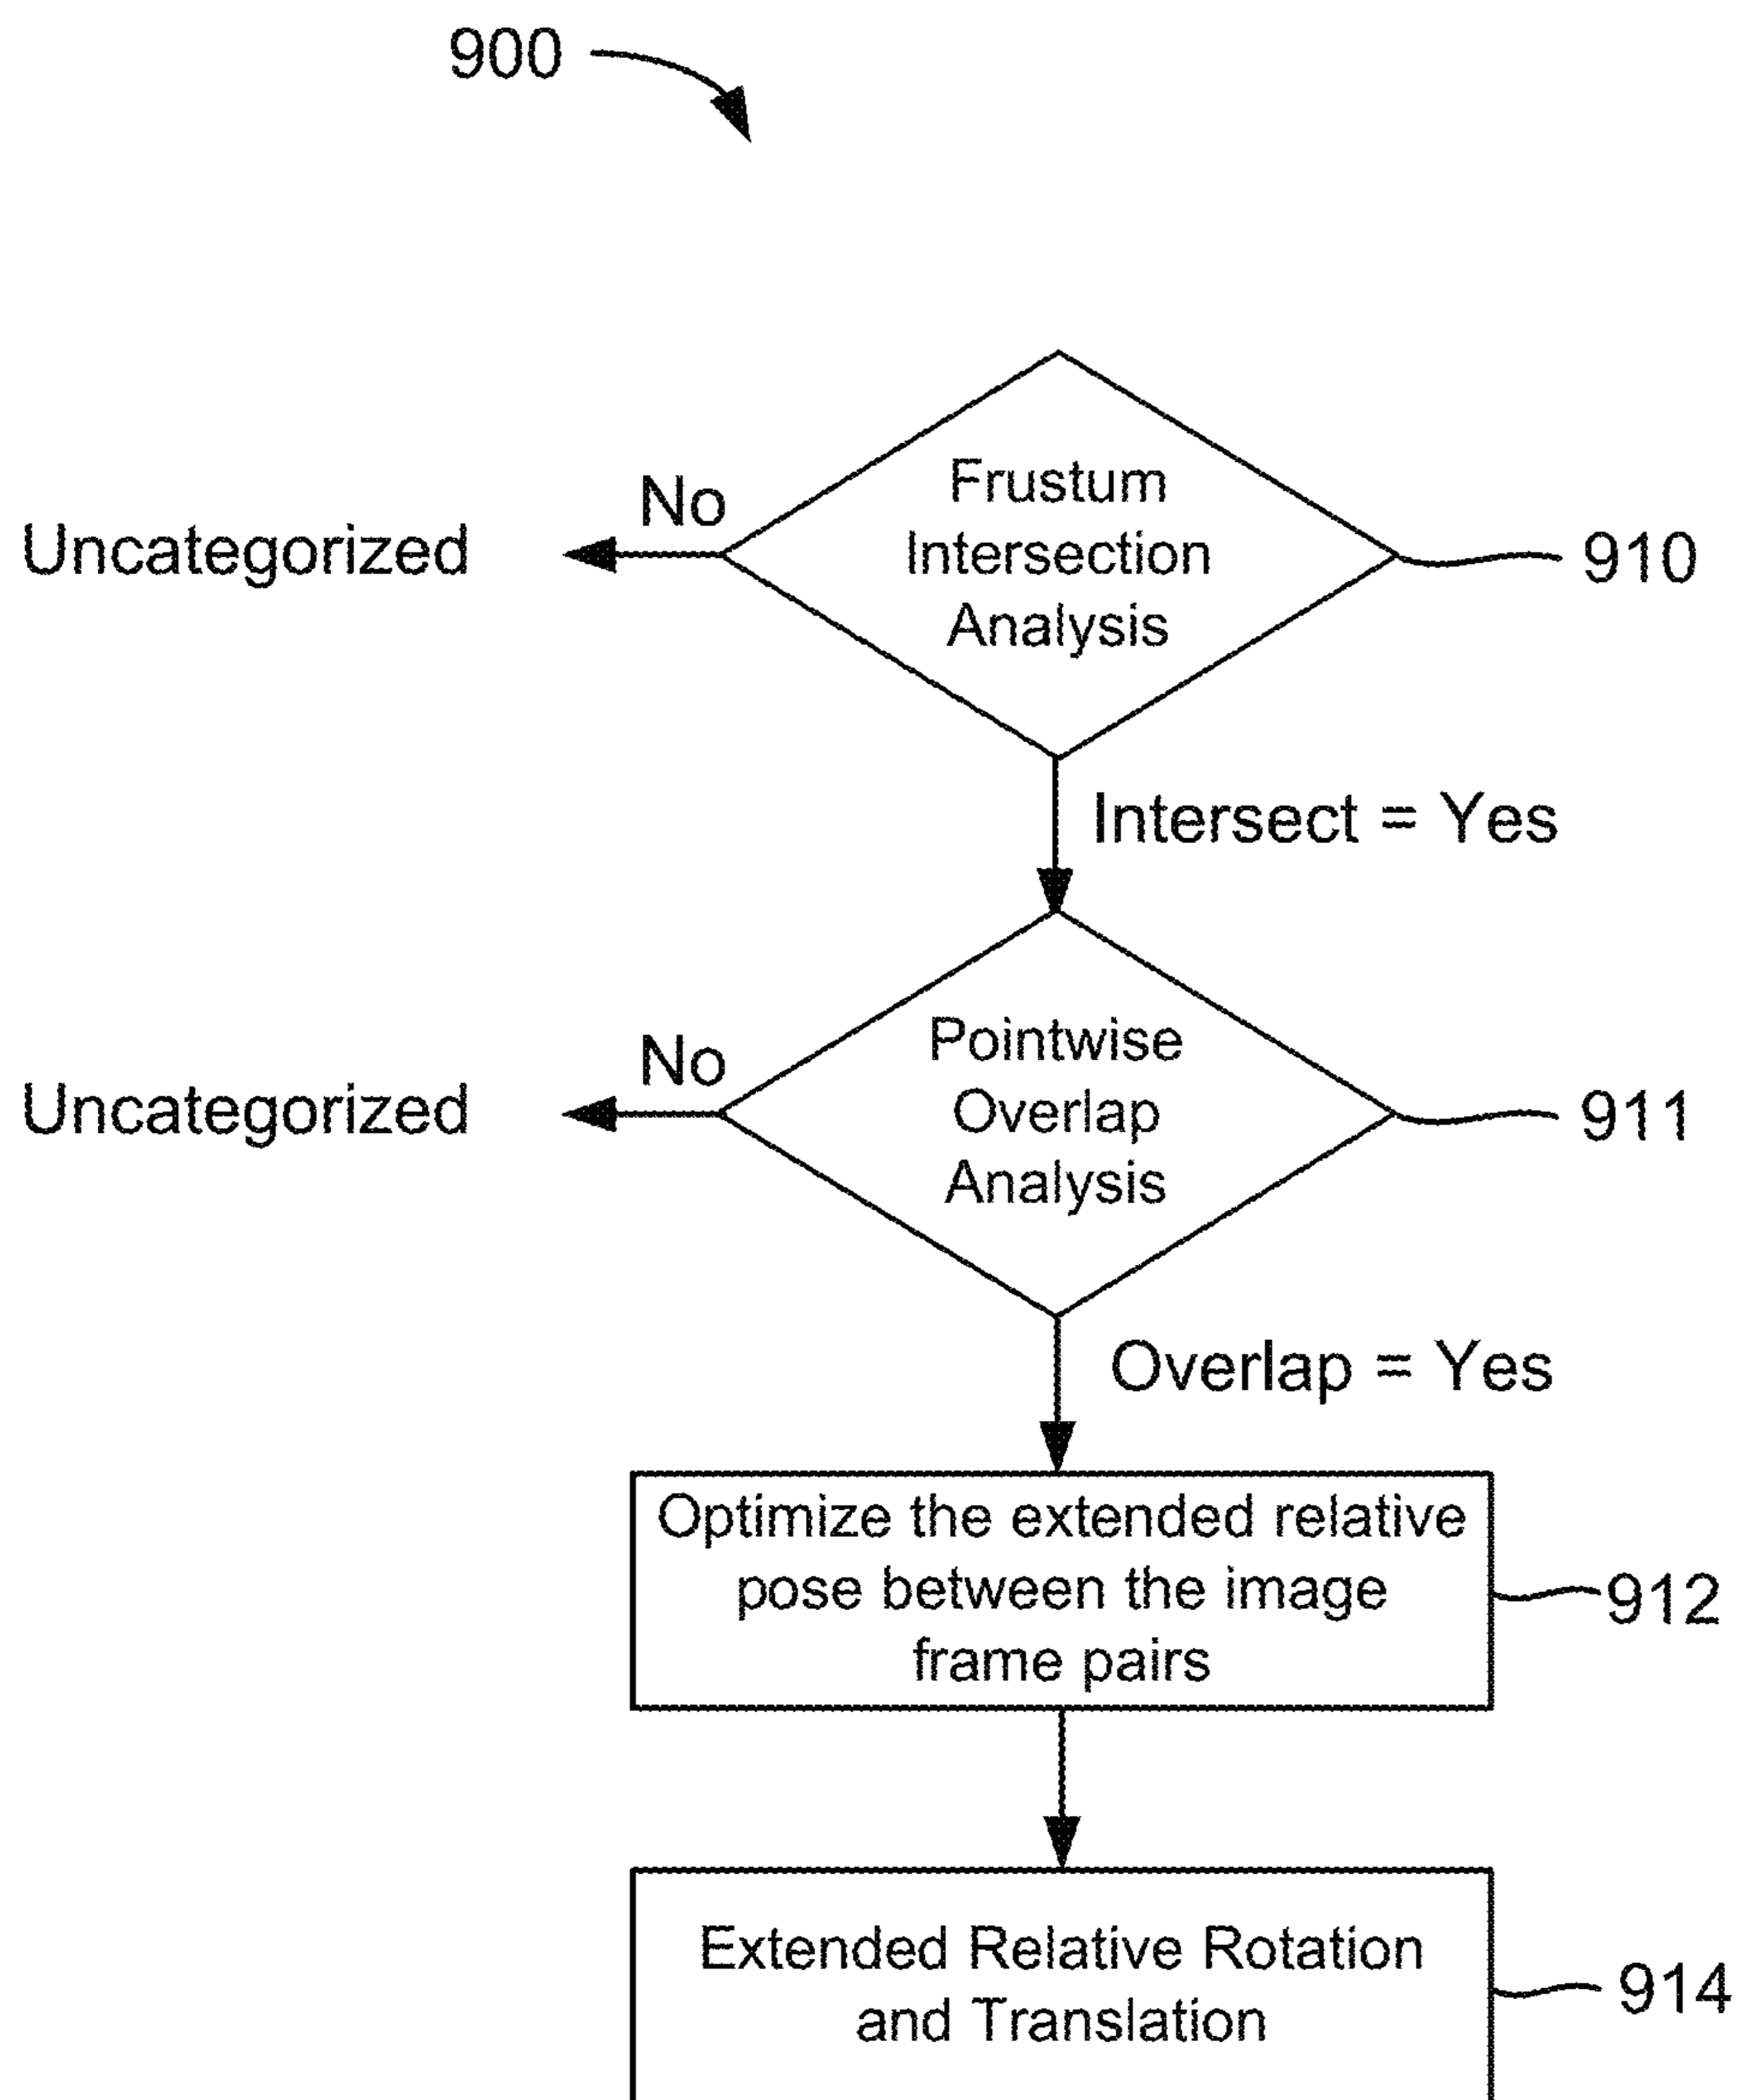 900
Frustum
Intersection
Analysis
No
Uncategorized
910
Intersect = Yes
Pointwise
Overlap
Analysis
No
Uncategorized
911
Overlap = Yes
Optimize the extended relative
pose between the image
frame pairs
912
Extended Relative Rotation
and Translation
914